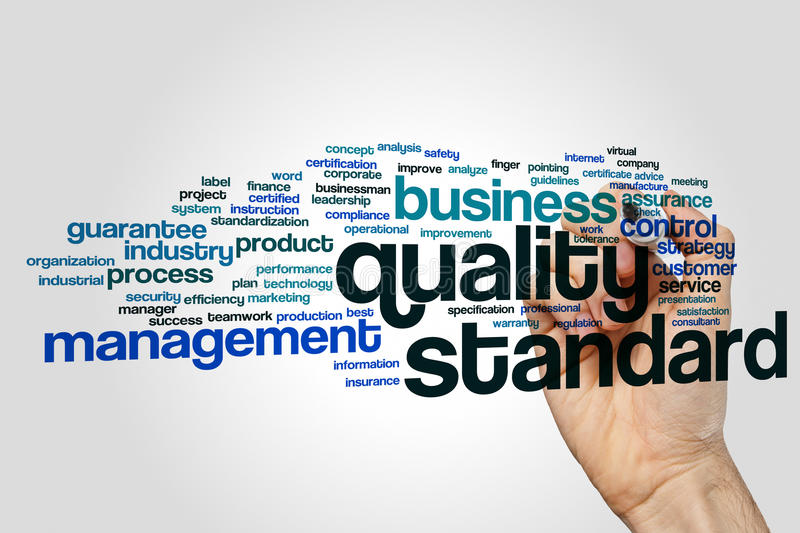 concept analysis safety virtual
certification improve analyze finger pointing internet company
word corporate guidelines certificate advice meeting
label finance businessman business manufacture
project certified leadership assurance
system instruction compliance check
standardization operational improvement work control
guarantee product quality tolerance strategy
industry
organization process performance customer
industrial plan technology service
security efficiency marketing presentation
manager specification professional satisfaction
success teamwork production best warranty regulation consultant
management standard
information
insurance